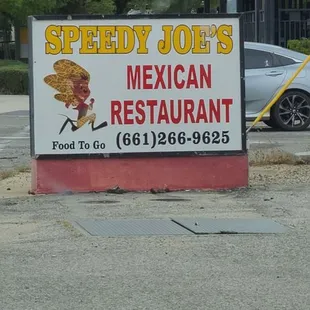 SPEEDY JOE'S
MEXICAN
RESTAURANT
Food To Go
(661)266-9625